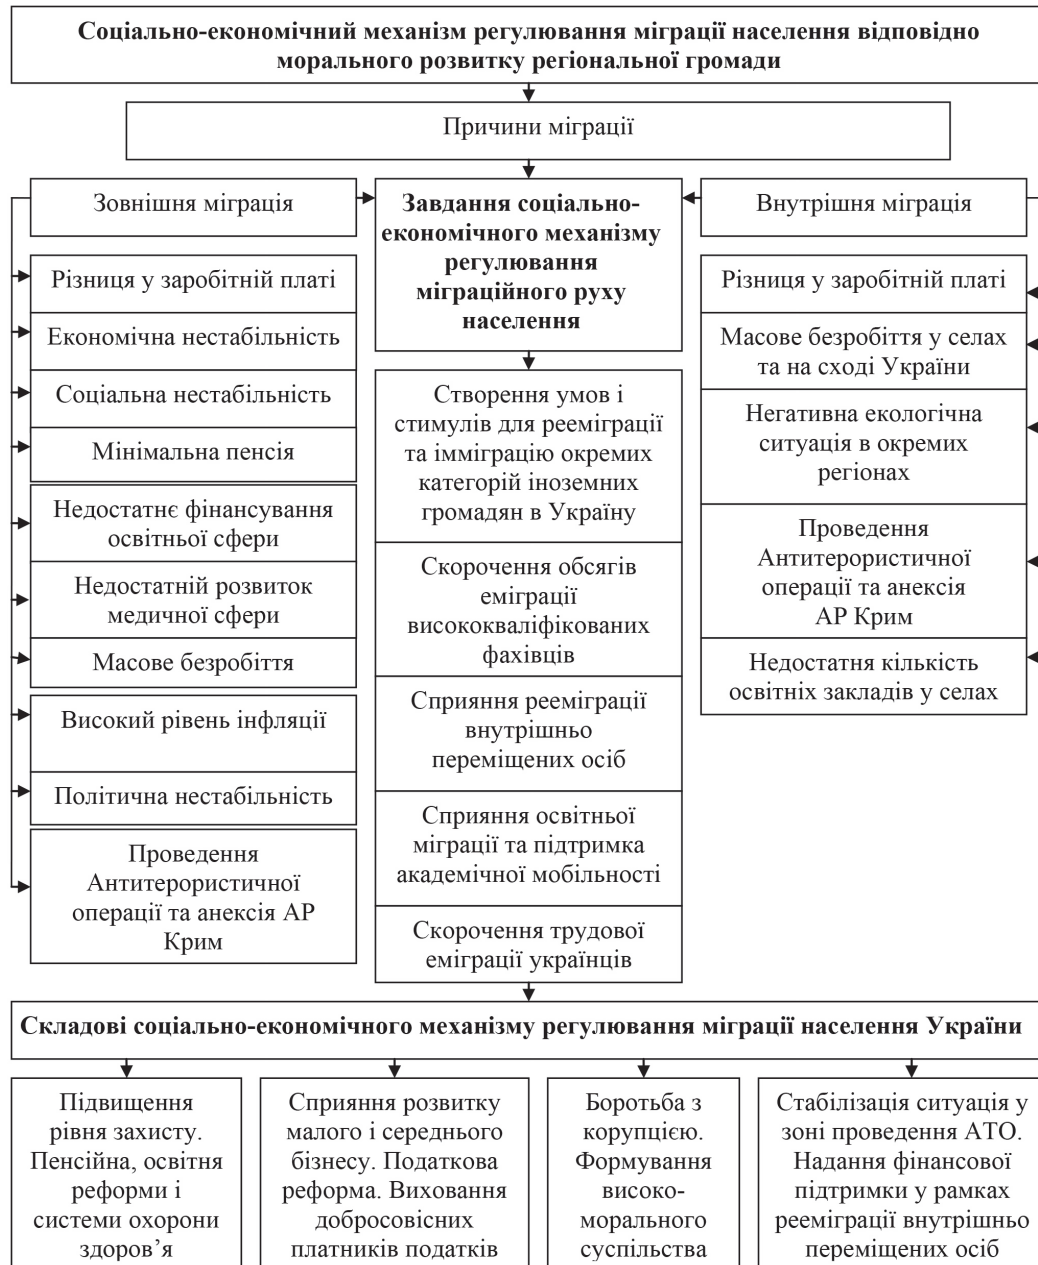 Соціально-економічний механізм регулювання міграції населення відповідно
морального розвитку регіональної громади
Причини міграції
Зовнішня міграція
Різниця у заробітній платі
Економічна нестабільність
Соціальна нестабільність
Мінімальна пенсія
Недостатнє фінансування
освітньої сфери
Недостатній розвиток
медичної сфери
Масове безробіття
Високий рівень інфляції
Політична нестабільність
Проведення
Антитерористичної
операції та анексія АР
Крим
Завдання соціально-
економічного механізму
регулювання
міграційного руху
населення
Створення умов і
стимулів для рееміграції
та імміграцію окремих
категорій іноземних
громадян в Україну
Скорочення обсягів
еміграції
висококваліфікованих
фахівців
Сприяння рееміграції
внутрішньо
переміщених осіб
Сприяння освітньої
міграції та підтримка
академічної мобільності
Скорочення трудової
еміграції українців
Внутрішня міграція
Різниця у заробітній платі
Масове безробіття у селах
та на сході України
Негативна екологічна
ситуація в окремих
регіонах
Проведення
Антитерористичної
операції та анексія
АР Крим
Недостатня кількість
освітніх закладів у селах
Складові соціально-економічного механізму регулювання міграції населення України
Підвищення
рівня захисту.
Пенсійна, освітня
реформи і
системи охорони
здоров’я
Сприяння розвитку
малого і середнього
бізнесу. Податкова
реформа. Виховання
добросовісних
платників податків
Боротьба з
корупцією.
Формування
високо-
морального
суспільства
Стабілізація ситуація у
зоні проведення АТО.
Надання фінансової
підтримки у рамках
рееміграції внутрішньо
переміщених осіб